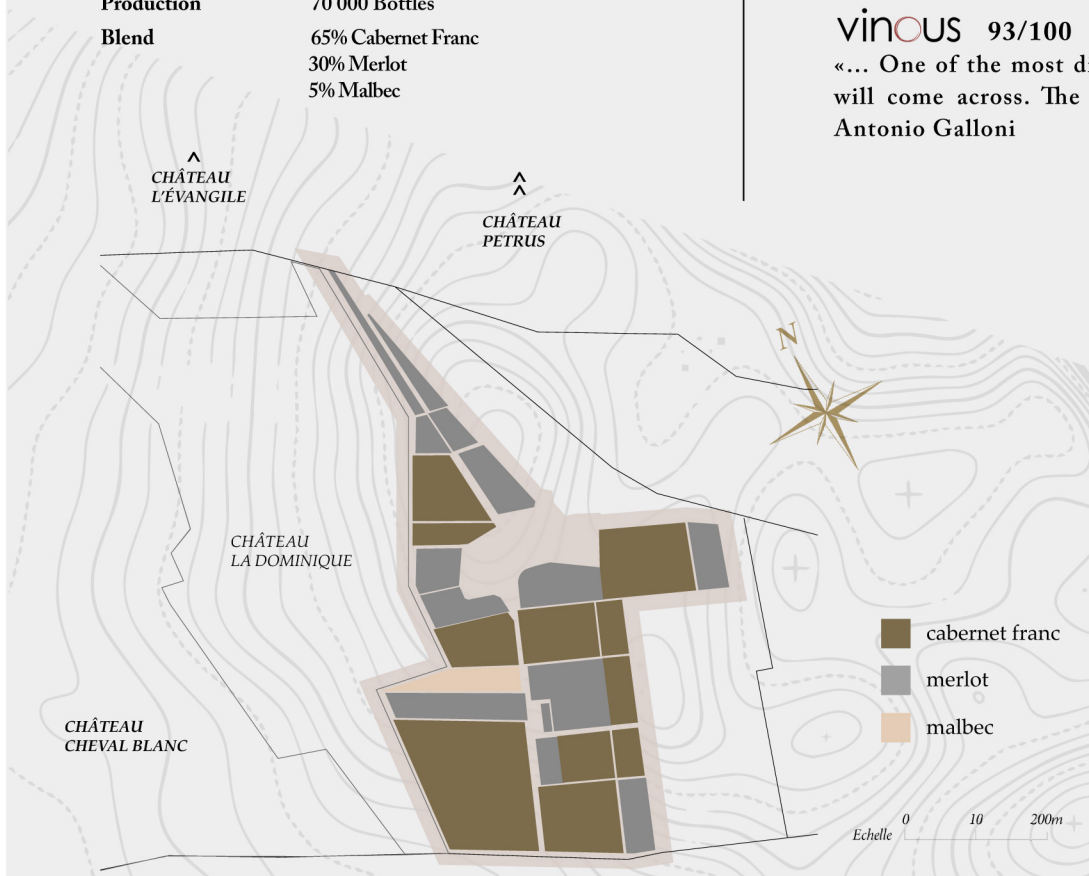 Production 70 000 Bottles
Blend 65% Cabernet Franc
30% Merlot
5% Malbec
vinous 93/100
«... One of the most
will come across. The
Antonio Galloni
CHÂTEAU
L'ÉVANGILE
CHÂTEAU
PETRUS
N
CHÂTEAU
LA DOMINIQUE
cabernet franc
merlot
malbec
CHÂTEAU
CHEVAL BLANC
Echelle 0 10 200m